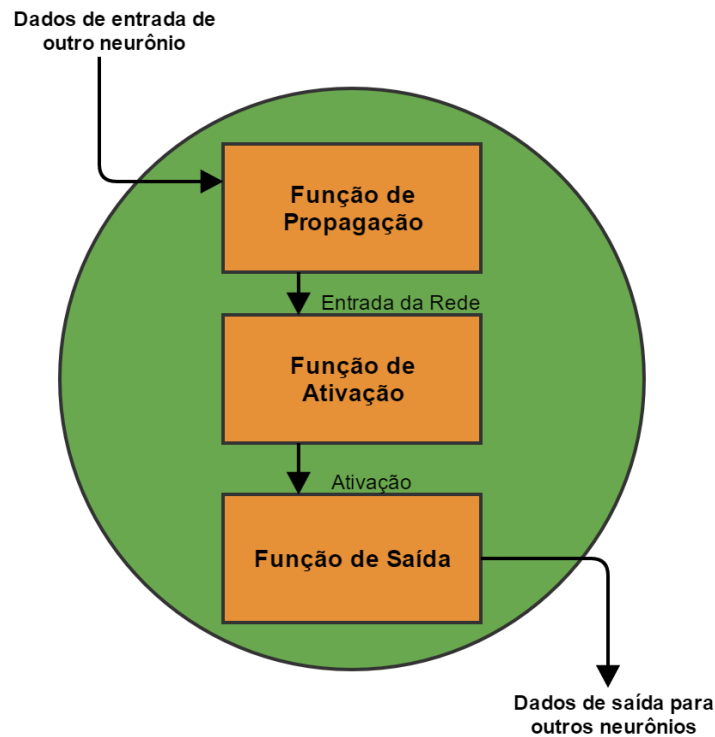 Dados de entrada de
outro neurônio
Função de
Propagação
Entrada da Rede
Função de
Ativação
Ativação
Função de Saída
Dados de saída para
outros neurônios